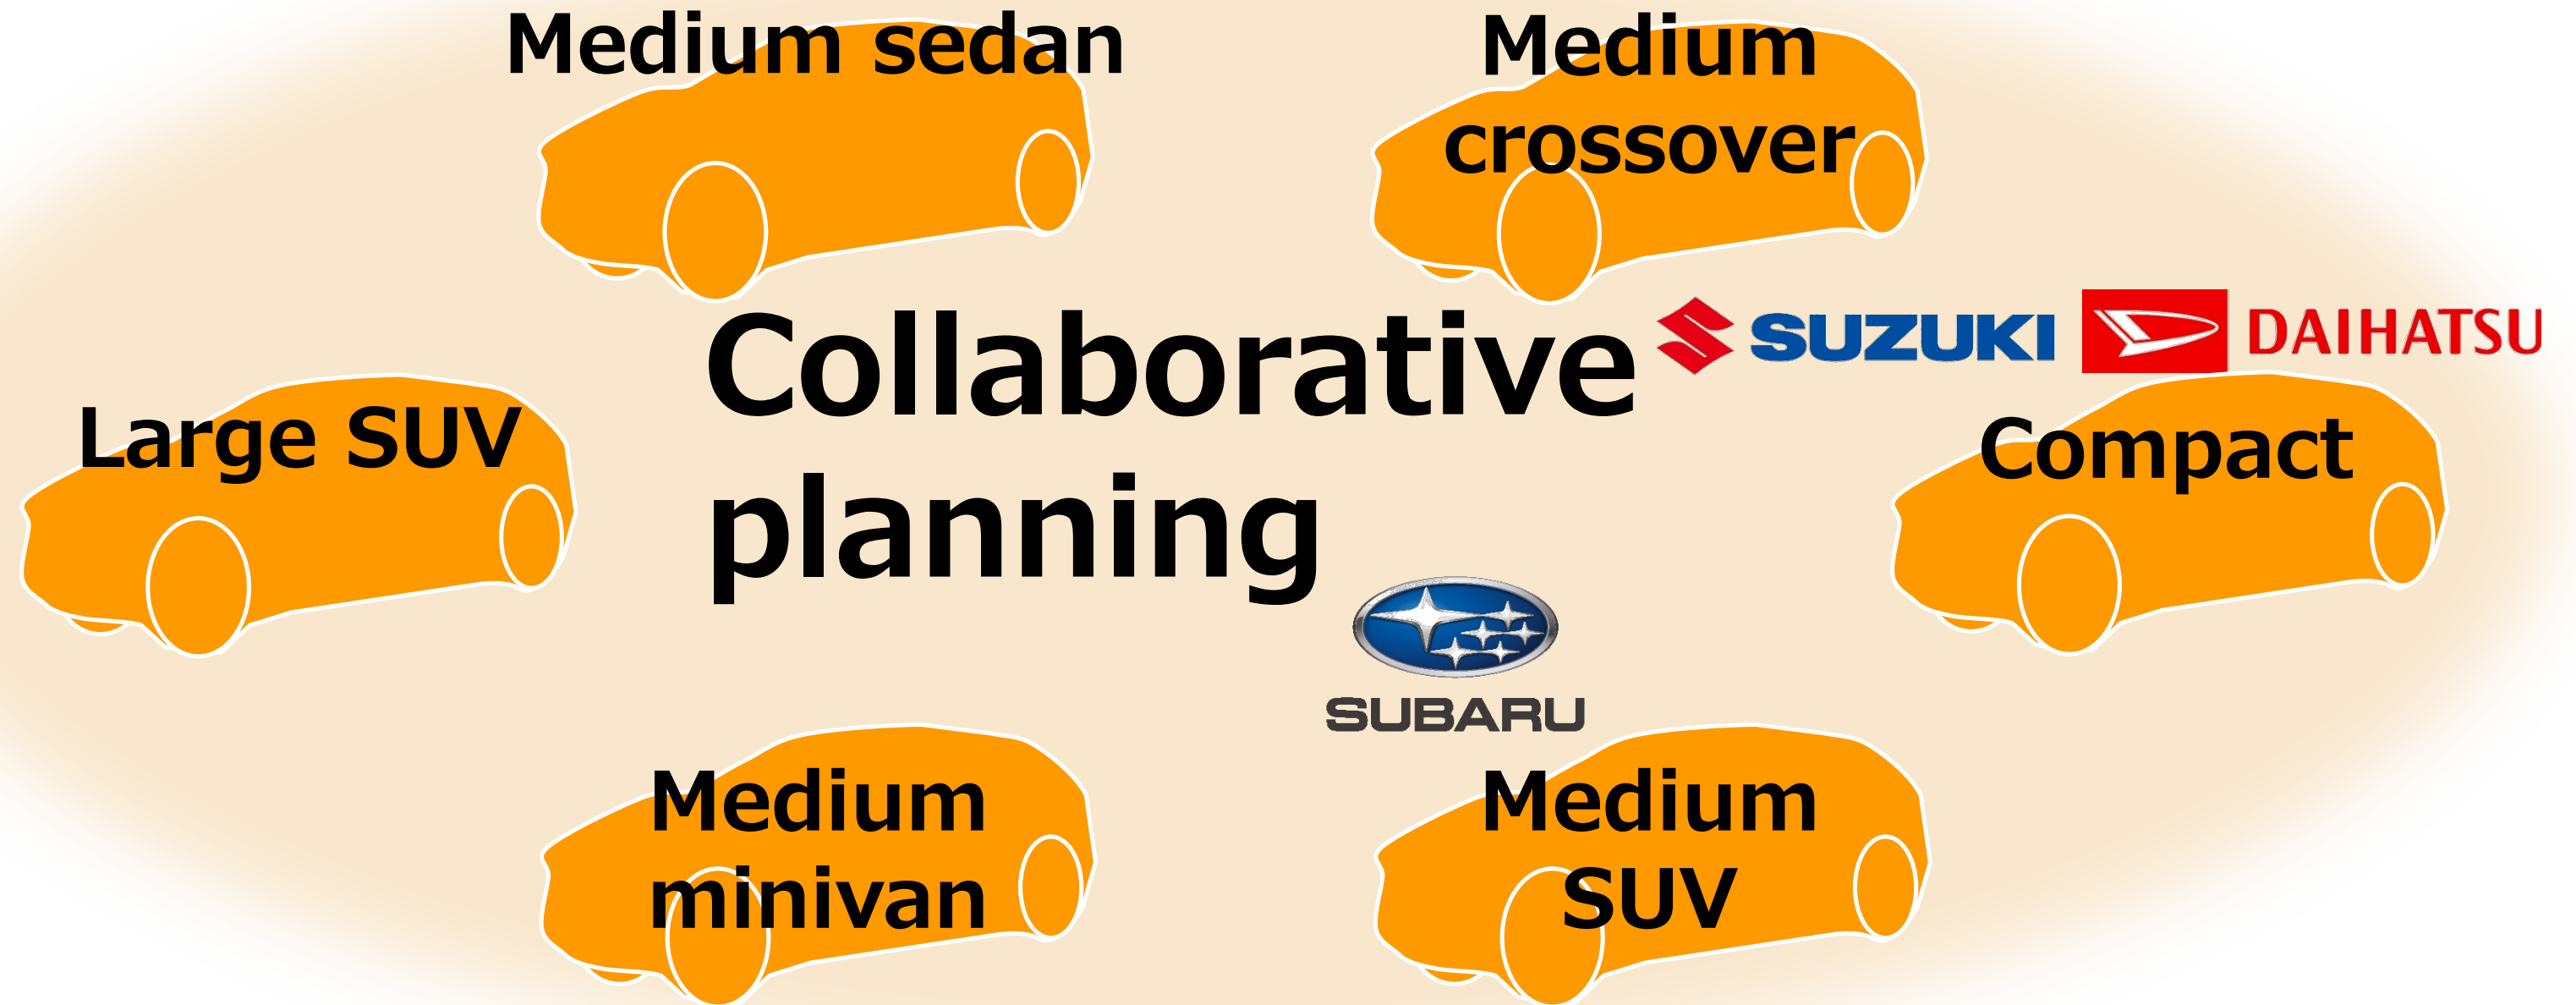 Medium sedan
Medium
crossover
Collaborative
planning
SUZUKI
DAIHATSU
Large SUV
Compact
SUBARU
Medium
minivan
Medium
SUV